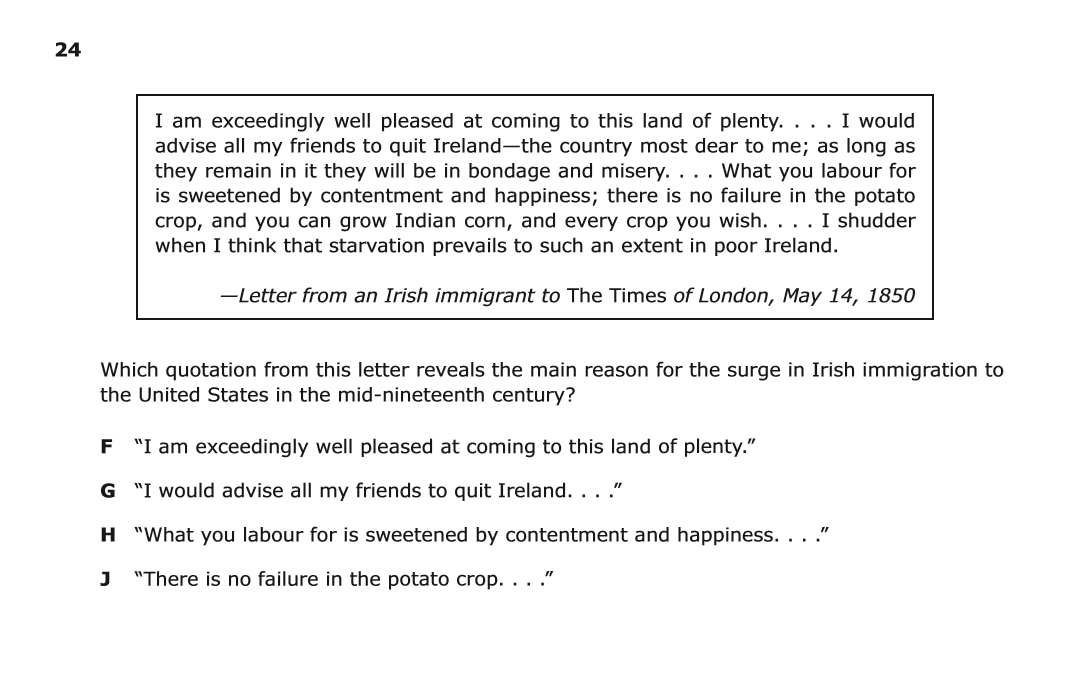 24
I am exceedingly well pleased at coming to this land of plenty. . . . I would
advise all my friends to quit Ireland—the country most dear to me; as long as
they remain in it they will be in bondage and misery. . . . What you labour for
is sweetened by contentment and happiness; there is no failure in the potato
crop, and you can grow Indian corn, and every crop you wish. . . . I shudder
when I think that starvation prevails to such an extent in poor Ireland.
—Letter from an Irish immigrant to The Times of London, May 14, 1850
Which quotation from this letter reveals the main reason for the surge in Irish immigration to
the United States in the mid-nineteenth century?
F “I am exceedingly well pleased at coming to this land of plenty.”
G “I would advise all my friends to quit Ireland. . . .”
H “What you labour for is sweetened by contentment and happiness. . . .”
J “There is no failure in the potato crop. . . .”